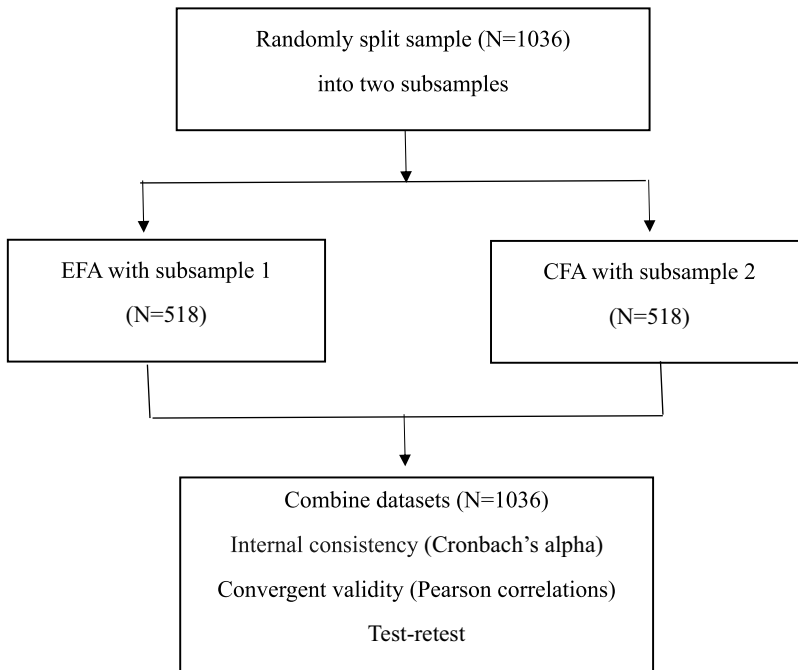 Randomly split sample (N=1036)
into two subsamples
EFA with subsample 1
(N=518)
CFA with subsample 2
(N=518)
Combine datasets (N=1036)
Internal consistency (Cronbach’s alpha)
Convergent validity (Pearson correlations)
Test-retest